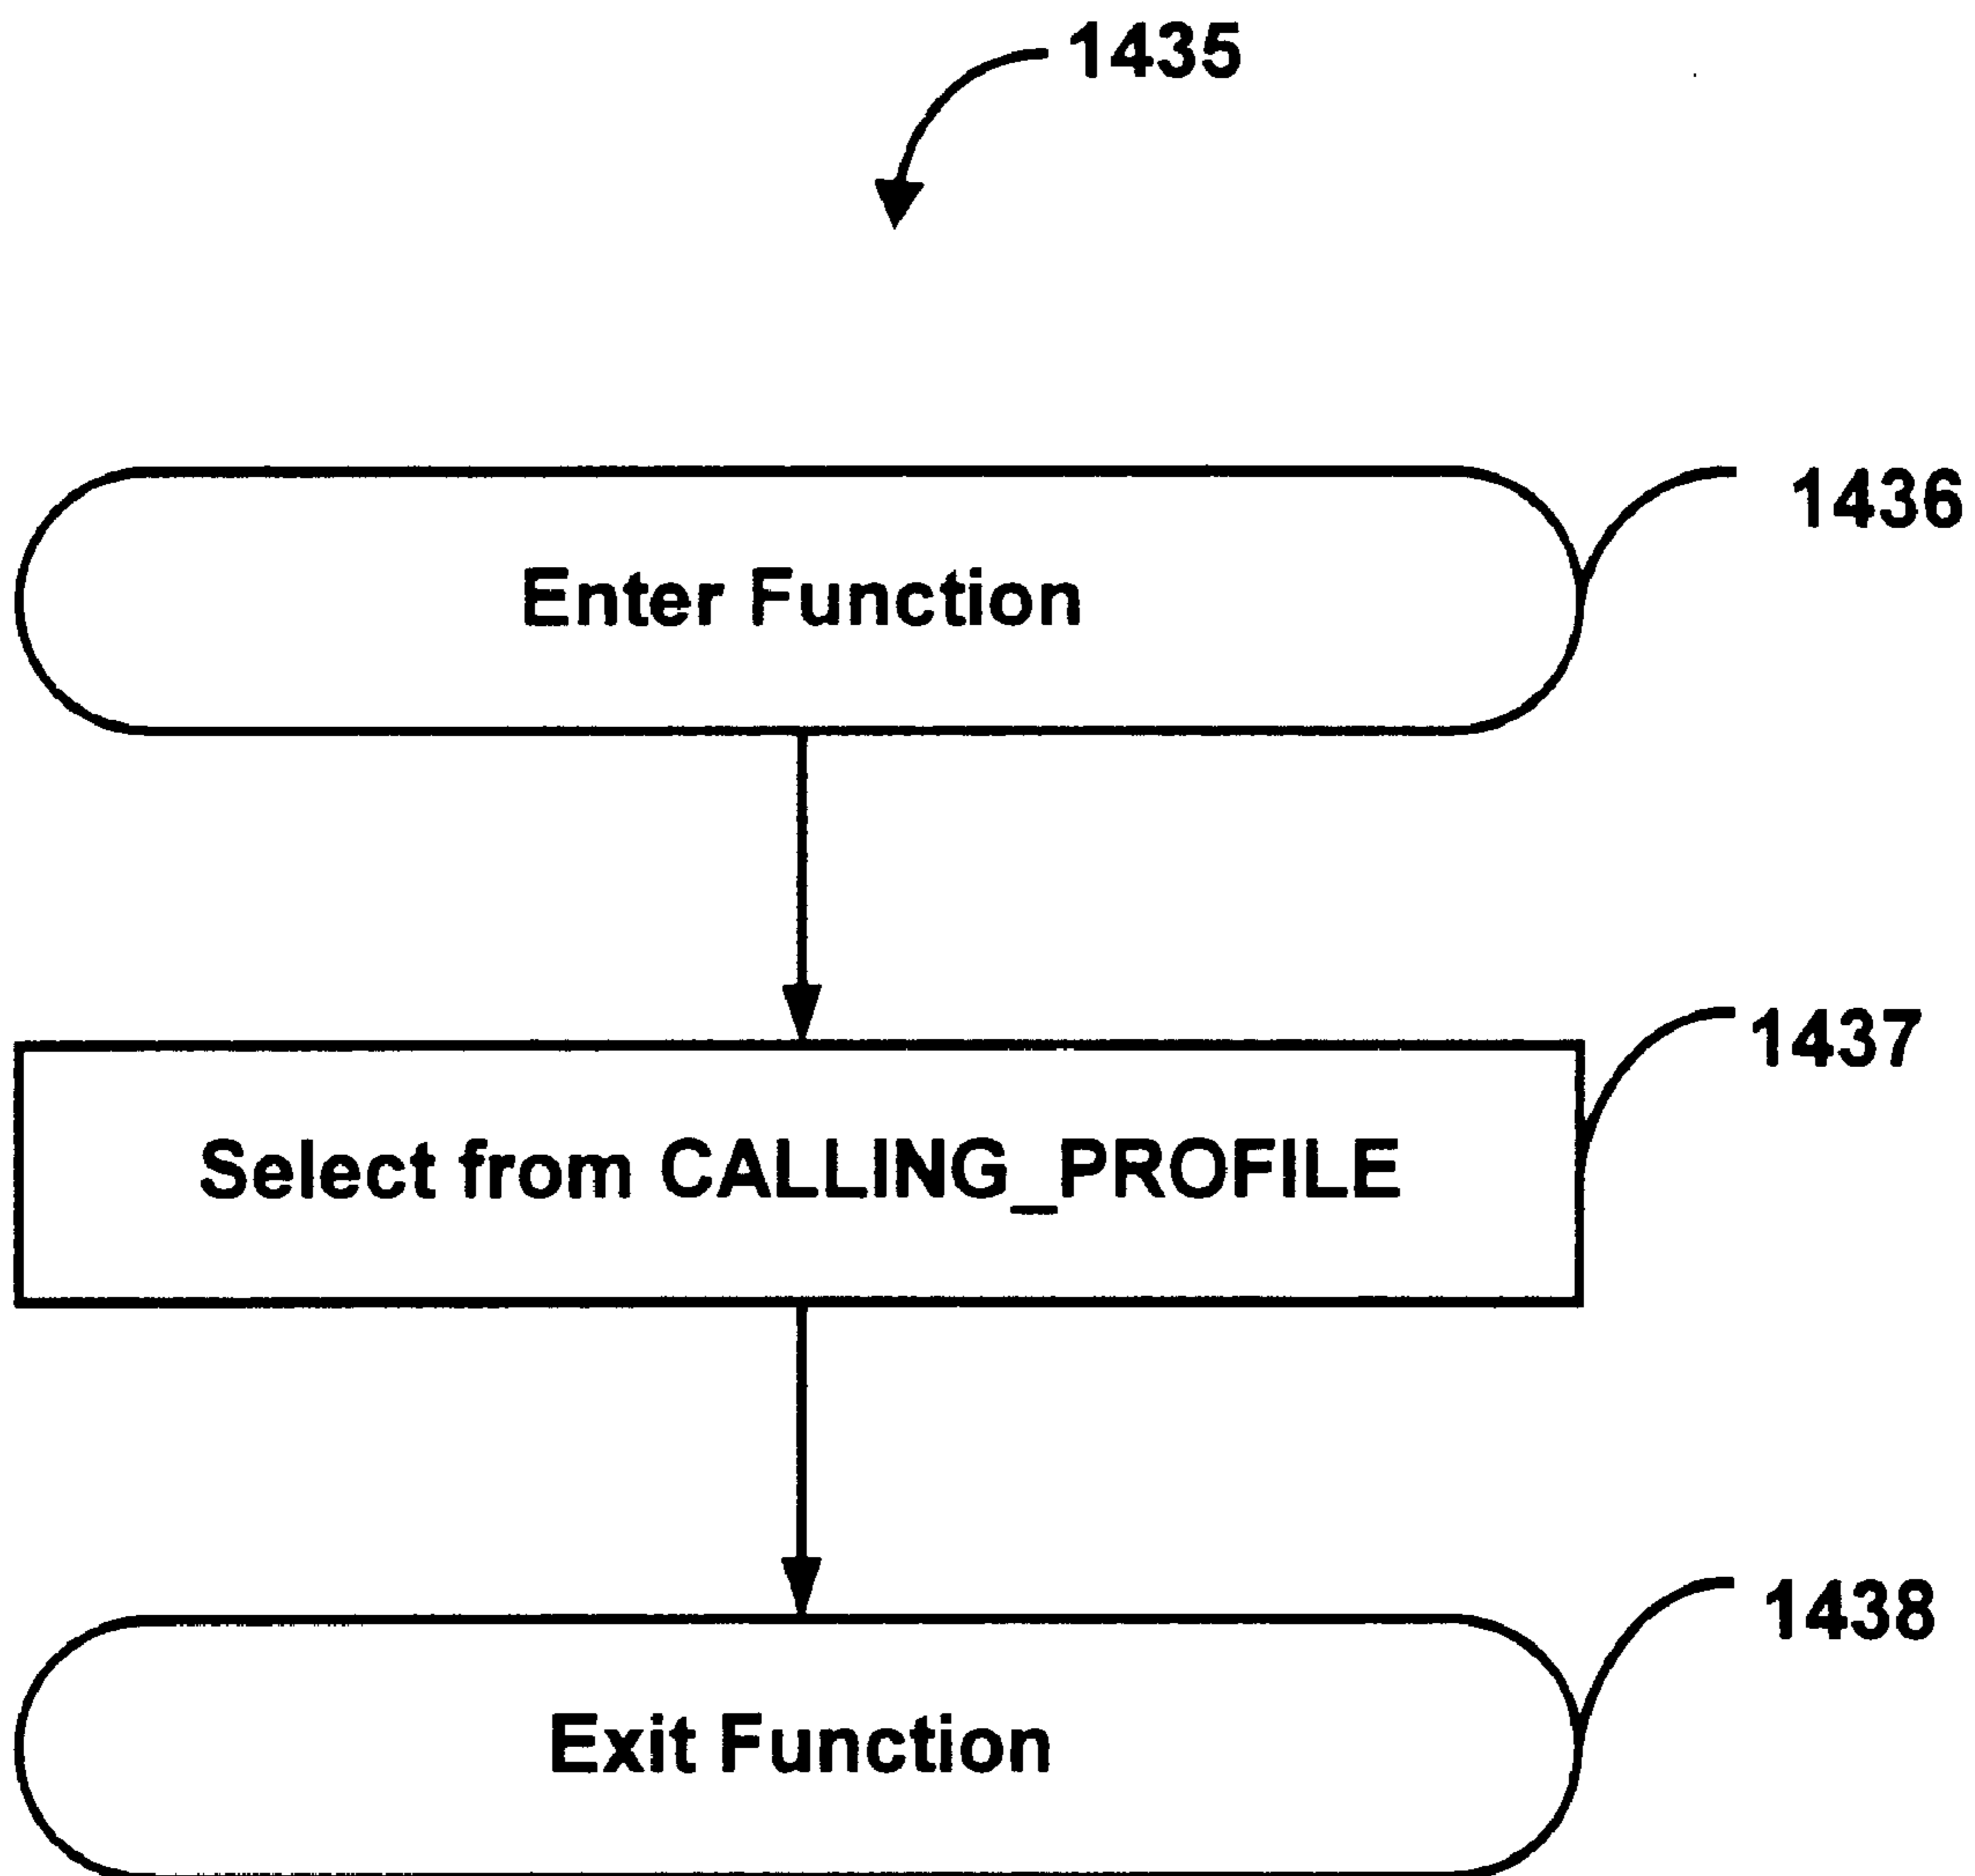 1435
1436
Enter Function
1437
Select from CALLING_PROFILE
1438
Exit Function